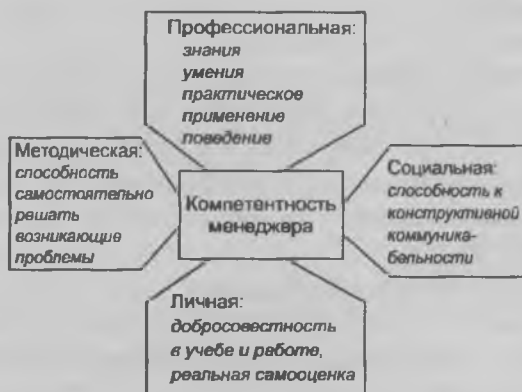 Профессиональная:
знания
умения
практическое
применение
поведение
Методическая:
способность
самостоятельно
решать
возникающие
проблемы
Компетентность
менеджера
Социальная:
способность к
конструктивной
коммуника-
бельности
Личная:
добросовестность
в учебе и работе,
реальная самооценка